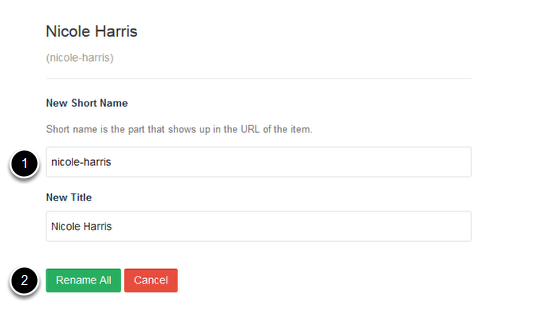 Nicole Harris
(nicole-harris)
New Short Name
Short name is the part that shows up in the URL of the item.
1
nicole-harris
New Title
Nicole Harris
2
Rename All Cancel